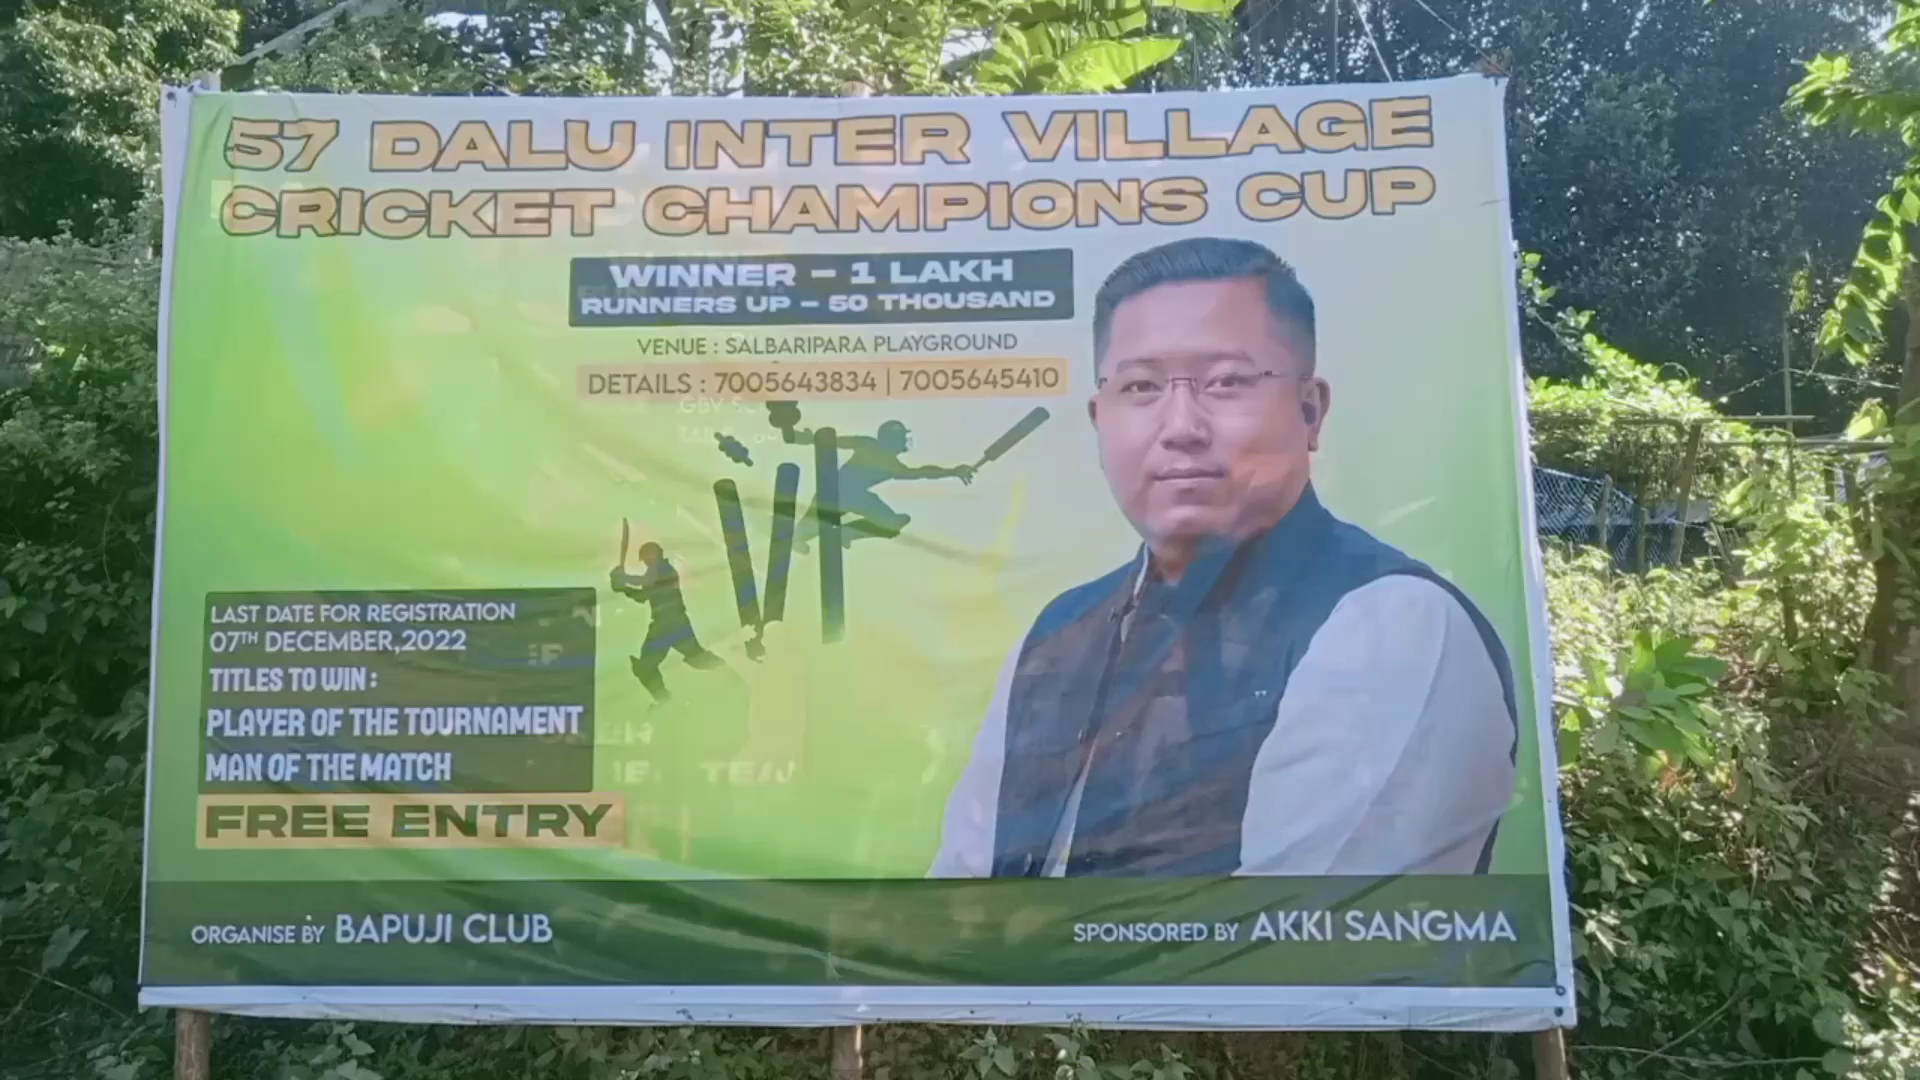 57 DALU INTER VILLAGE
CRICKET CHAMPIONS CUP
WINNER – 1 LAKH
RUNNERS UP – 50 THOUSAND
VENUE : SALBARIPARA PLAYGROUND
DETAILS : 7005643834 | 7005645410
LAST DATE FOR REGISTRATION
07TH DECEMBER,2022
TITLES TO WIN :
PLAYER OF THE TOURNAMENT
MAN OF THE MATCH
FREE ENTRY
ORGANISE BY BAPUJI CLUB
SPONSORED BY AKKI SANGMA